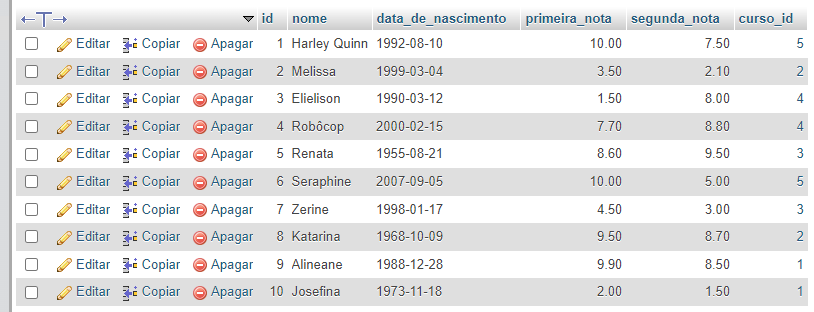 id nome data_de_nascimento primeira_nota segunda_nota curso_id
Editar Copiar Apagar 1 Harley Quinn 1992-08-10 10.00 7.50 5
Editar Copiar Apagar 2 Melissa 1999-03-04 3.50 2.10 2
Editar Copiar Apagar 3 Elielison 1990-03-12 1.50 8.00 4
Editar Copiar Apagar 4 Robôcop 2000-02-15 7.70 8.80 4
Editar Copiar Apagar 5 Renata 1955-08-21 8.60 9.50 3
Editar Copiar Apagar 6 Seraphine 2007-09-05 10.00 5.00 5
Editar Copiar Apagar 7 Zerine 1998-01-17 4.50 3.00 3
Editar Copiar Apagar 8 Katarina 1968-10-09 9.50 8.70 2
Editar Copiar Apagar 9 Alineane 1988-12-28 9.90 8.50 1
Editar Copiar Apagar 10 Josefina 1973-11-18 2.00 1.50 1